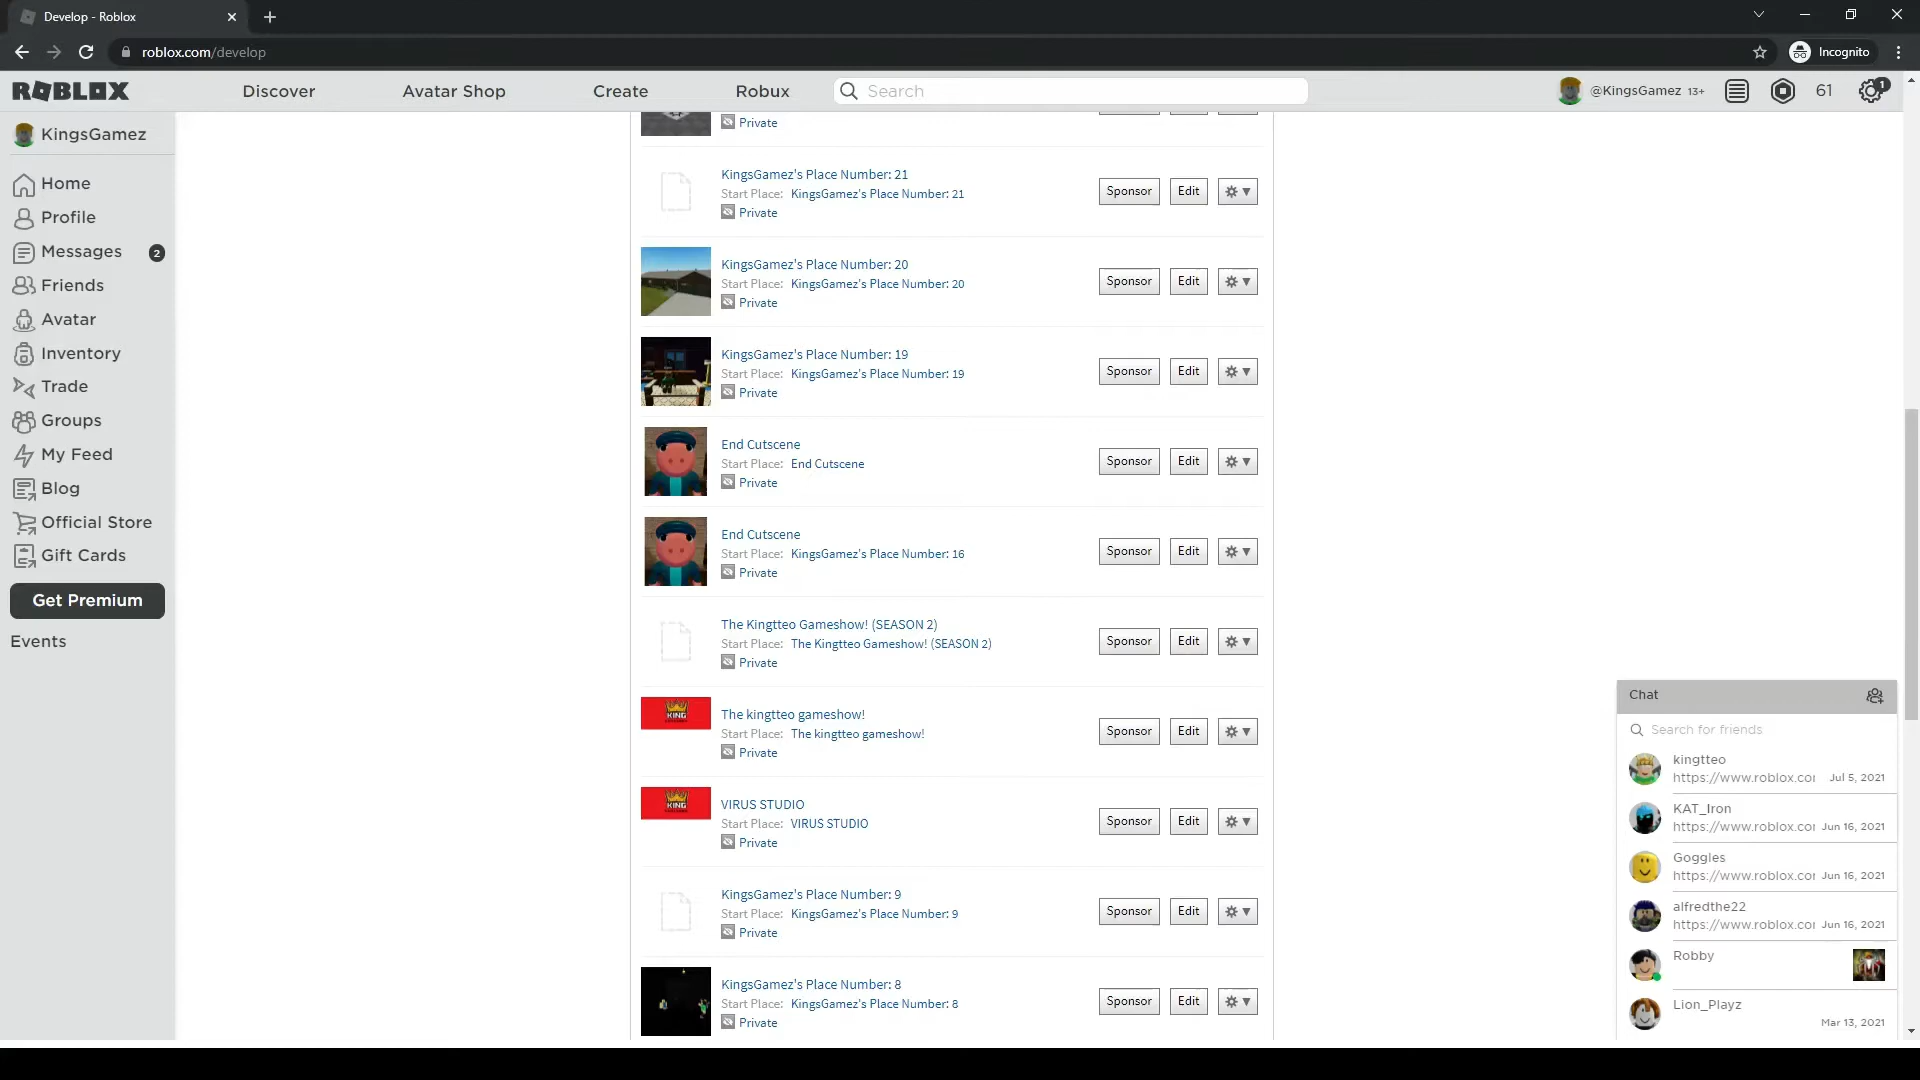 Develop - Roblox
roblox.com/develop
Incognito
ROBLOX
Discover
Avatar Shop
Create
Robux
Search
@KingsGamez 13+
61
1
KingsGamez
Home
Profile
Messages
2
Friends
Avatar
Inventory
Trade
Groups
My Feed
Blog
Official Store
Gift Cards
Get Premium
Events
Private
KingsGamez's Place Number: 21
Start Place: KingsGamez's Place Number: 21
Private
Sponsor
Edit
KingsGamez's Place Number: 20
Start Place: KingsGamez's Place Number: 20
Private
Sponsor
Edit
KingsGamez's Place Number: 19
Start Place: KingsGamez's Place Number: 19
Private
Sponsor
Edit
End Cutscene
Start Place: End Cutscene
Private
Sponsor
Edit
End Cutscene
Start Place: KingsGamez's Place Number: 16
Private
Sponsor
Edit
The Kingtteo Gameshow! (SEASON 2)
Start Place: The Kingtteo Gameshow! (SEASON 2)
Private
Sponsor
Edit
KING
The kingtteo gameshow!
Start Place: The kingtteo gameshow!
Private
Sponsor
Edit
KING
VIRUS STUDIO
Start Place: VIRUS STUDIO
Private
Sponsor
Edit
KingsGamez's Place Number: 9
Start Place: KingsGamez's Place Number: 9
Private
Sponsor
Edit
KingsGamez's Place Number: 8
Start Place: KingsGamez's Place Number: 8
Private
Sponsor
Edit
Chat
Search for friends
kingtteo
https://www.roblox.cor Jul 5, 2021
KAT_Iron
https://www.roblox.cor Jun 16, 2021
Goggles
https://www.roblox.cor Jun 16, 2021
alfredthe22
https://www.roblox.cor Jun 16, 2021
Robby
Lion_Playz
Mar 13, 2021